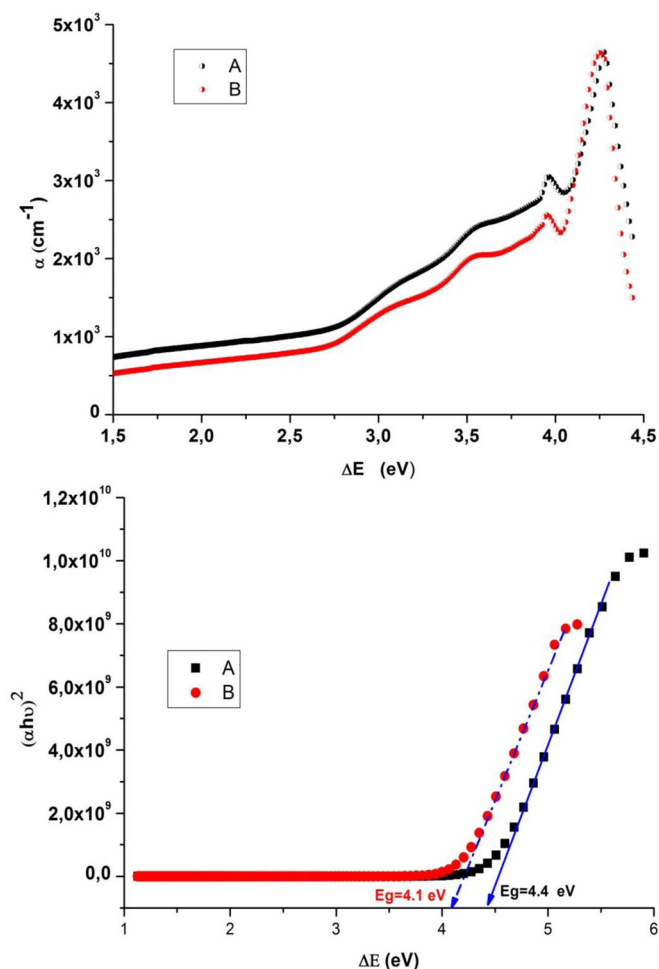 5x10³
4x10³
3x10³
2x10³
1x10³
0
α (cm⁻¹)
A
B
1,5 2,0 2,5 3,0 3,5 4,0 4,5
ΔE (eV)
1,2x10¹⁰
1,0x10¹⁰
8,0x10⁹
6,0x10⁹
4,0x10⁹
2,0x10⁹
0,0
(αhυ)²
A
B
Eg=4.1 eV Eg=4.4 eV
1 2 3 4 5 6
ΔE (eV)